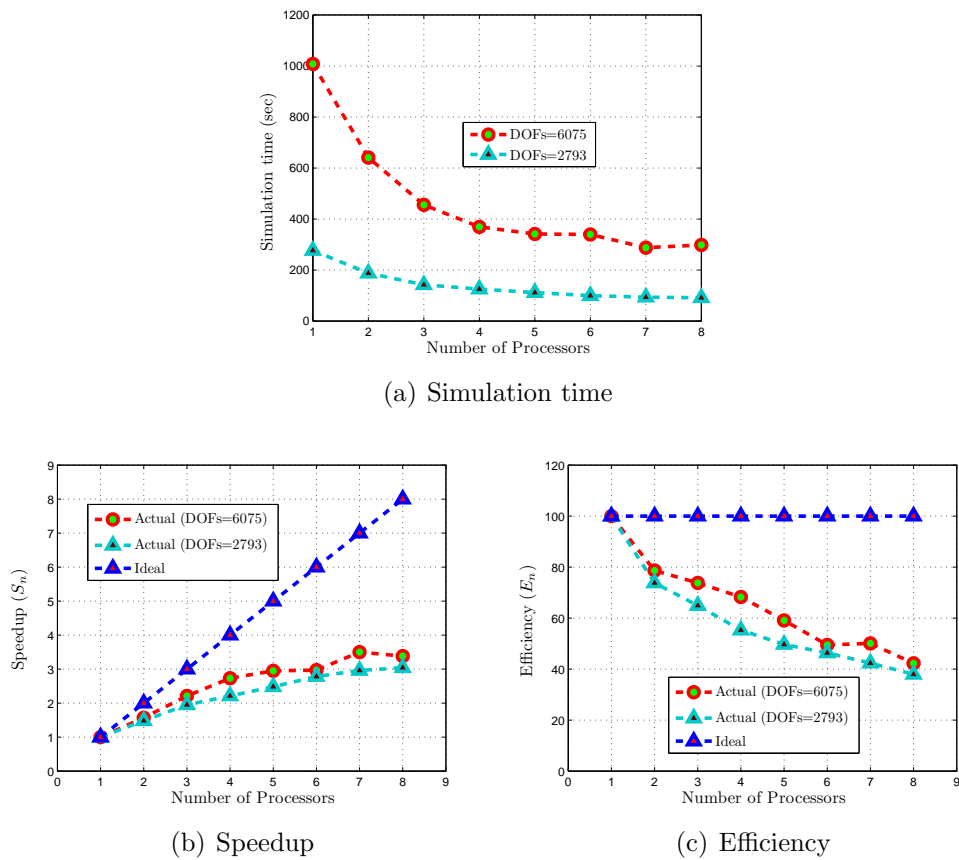 1200
1000
800
600
400
200
0
Simulation time (sec)
DOFs=6075
DOFs=2793
1 2 3 4 5 6 7 8
Number of Processors
(a) Simulation time
9
8
7
6
5
4
3
2
1
0
Speedup (Sn)
Actual (DOFs=6075)
Actual (DOFs=2793)
Ideal
0 1 2 3 4 5 6 7 8 9
Number of Processors
(b) Speedup
120
100
80
60
40
20
0
Efficiency (En)
Actual (DOFs=6075)
Actual (DOFs=2793)
Ideal
0 1 2 3 4 5 6 7 8 9
Number of Processors
(c) Efficiency